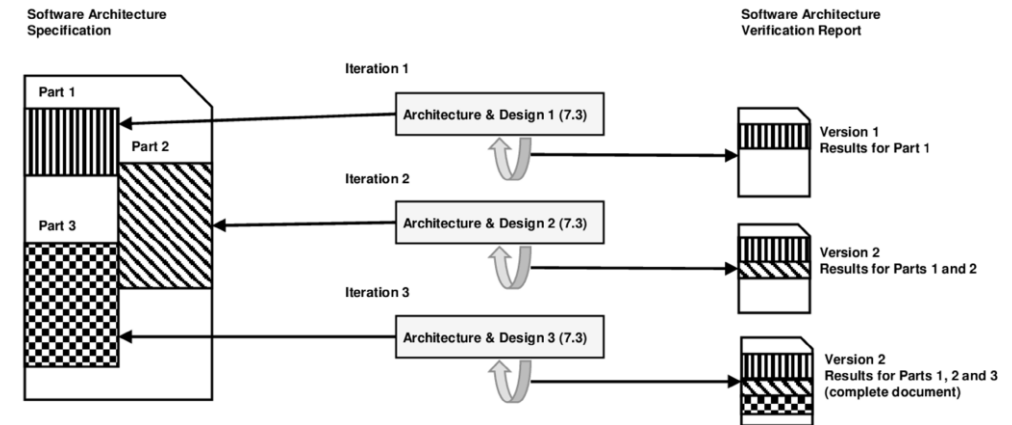 Software Architecture
Specification
Software Architecture
Verification Report
Iteration 1
Part 1
Architecture & Design 1 (7.3)
Part 2
Version 1
Results for Part 1
Iteration 2
Part 3
Architecture & Design 2 (7.3)
Version 2
Results for Parts 1 and 2
Iteration 3
Architecture & Design 3 (7.3)
Version 2
Results for Parts 1, 2 and 3
(complete document)